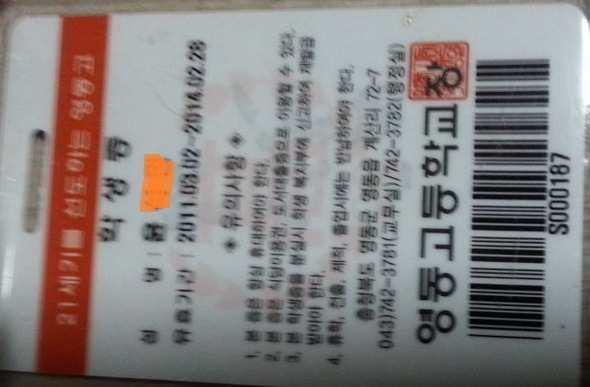 21세기를 선도하는 영동고
학생증
성 명 : 윤
유효기간 : 2011.03.02~2014.02.28
◈ 유의사항 ◈
1. 본 증은 항상 휴대하여야 한다.
2. 본 증은 식당이용권, 도서대출증으로 이용할 수 있다.
3. 본 학생증을 분실시 학생 복지부에 신고하여 재발급
받아야 한다.
4. 휴학, 전출, 제적, 졸업시에는 반납하여야 한다.
충청북도 영동군 영동읍 계산리 72-7
043)742-3781(교무실)/742-3782(행정실)
영동고등학교장
S000187